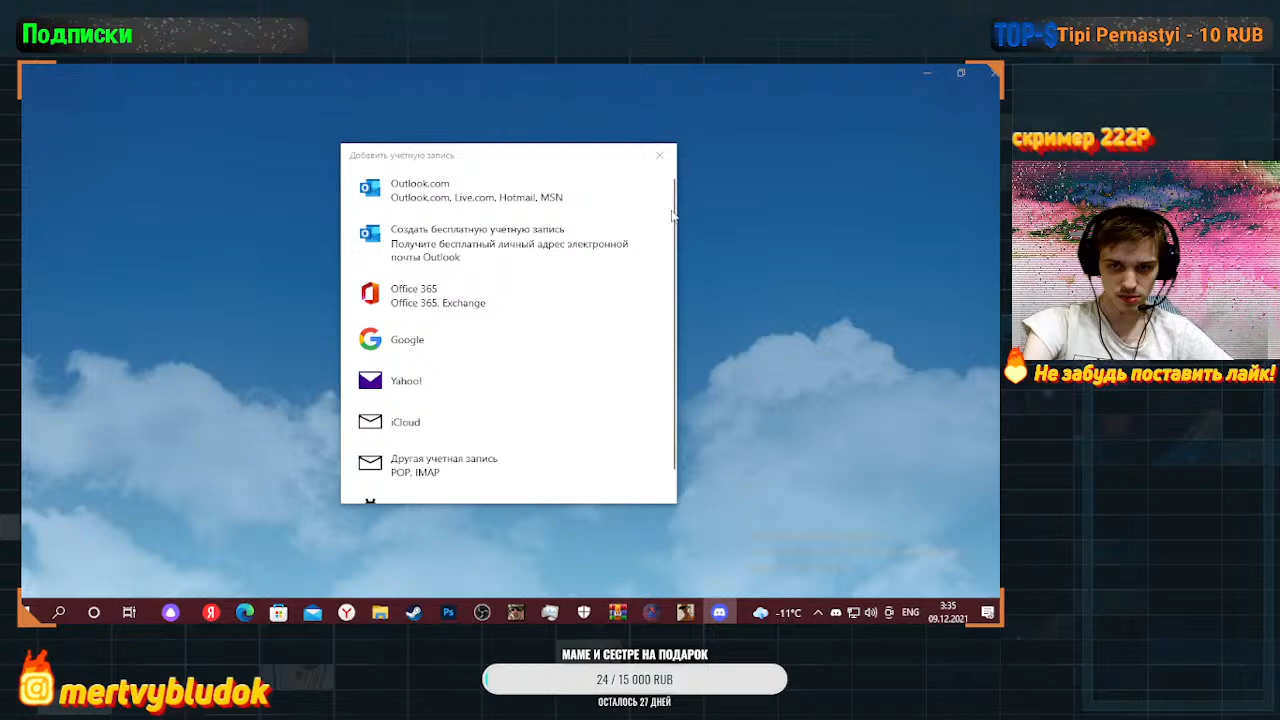 Подписки
TOP-$ Tipi Pernastyi - 10 RUB
скример 222Р
Добавить учетную запись
Outlook.com
Outlook.com, Live.com, Hotmail, MSN
Создать бесплатную учетную запись
Получите бесплатный личный адрес электронной
почты Outlook
Office 365
Office 365, Exchange
Google
Yahoo!
iCloud
Другая учетная запись
POP, IMAP
Не забудь поставить лайк!
-11°C
ENG
3:35
09.12.2021
mertvybludok
МАМЕ И СЕСТРЕ НА ПОДАРОК
24 / 15 000 RUB
ОСТАЛОСЬ 27 ДНЕЙ